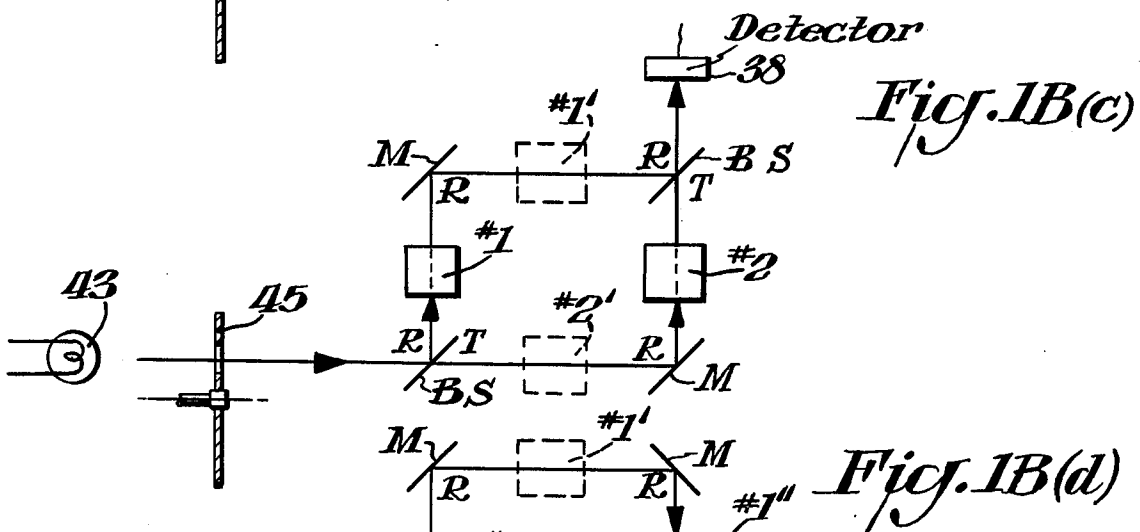 Detector
38
Fig.1B(c)
#1'
M
R
BS
R
T
#1
#2
43
45
#2'
R
T
R
BS
M
#1'
M
M
Fig.1B(d)
R
R
#1"